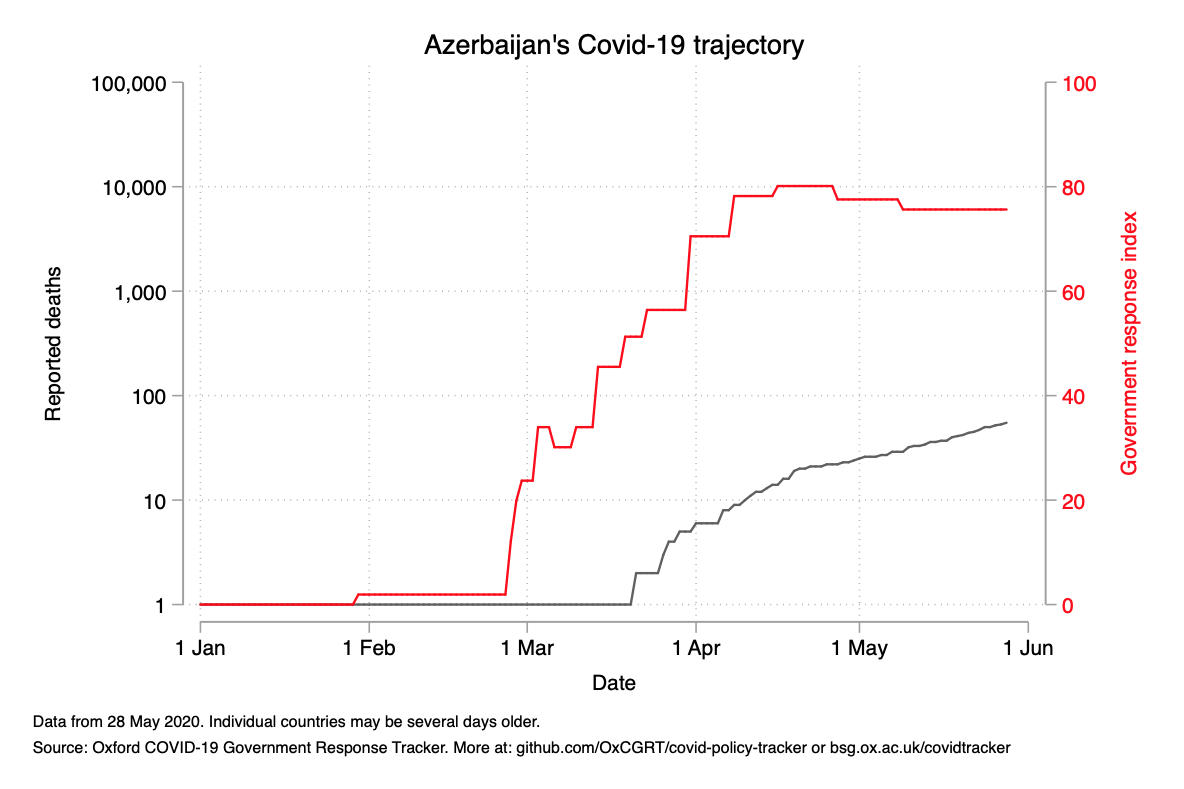 Azerbaijan's Covid-19 trajectory
100,000
10,000
1,000
100
10
1
Reported deaths
100
80
60
40
20
0
Government response index
1 Jan 1 Feb 1 Mar 1 Apr 1 May 1 Jun
Date
Data from 28 May 2020. Individual countries may be several days older.
Source: Oxford COVID-19 Government Response Tracker. More at: github.com/OxCGRT/covid-policy-tracker or bsg.ox.ac.uk/covidtracker